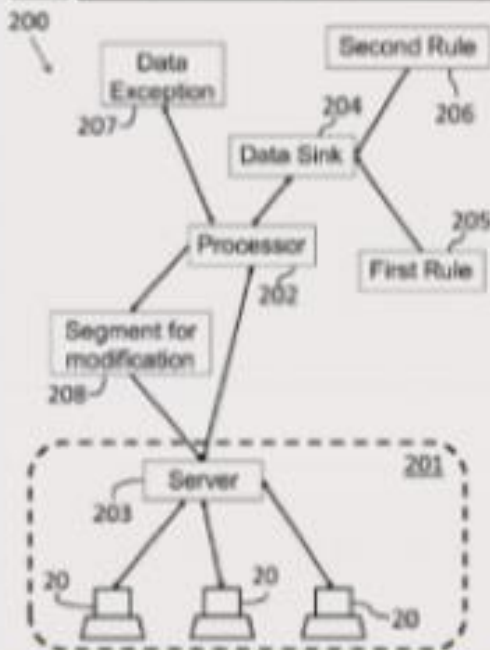 200
Second Rule
Data
Exception
206
207
204
Data Sink
205
Processor
First Rule
202
Segment for
modification
208
201
Server
203
20
20
20